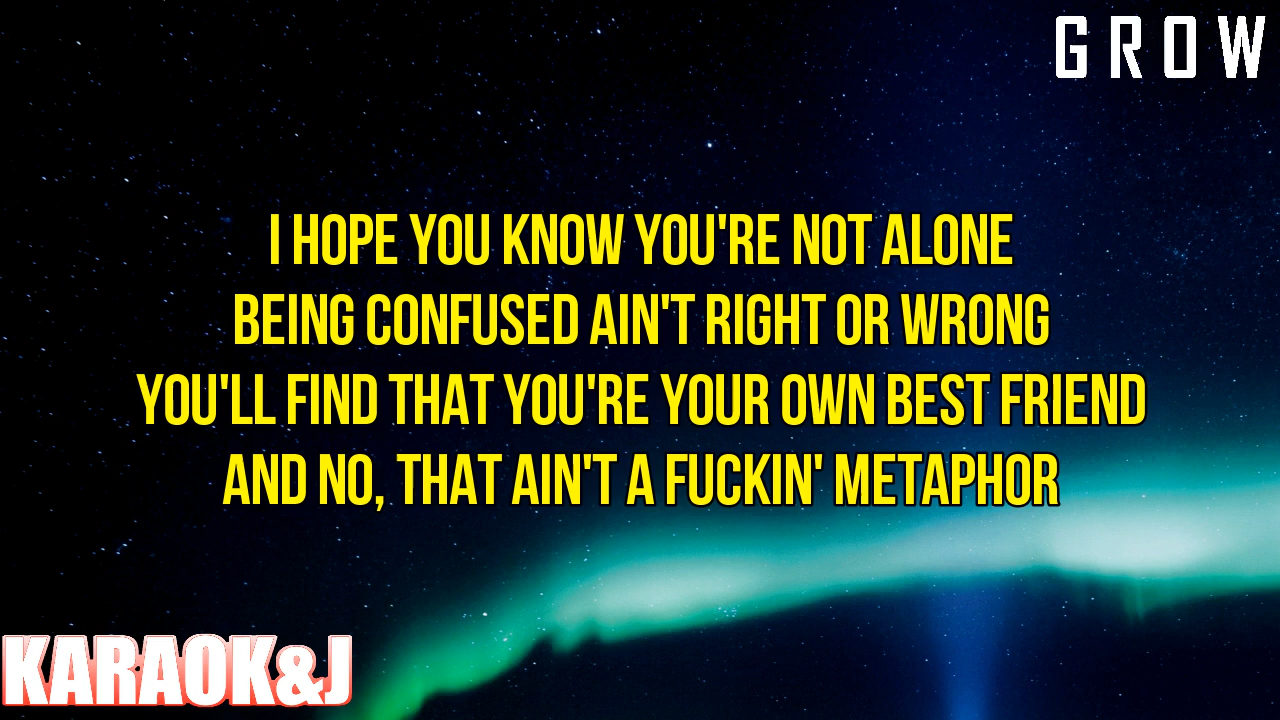 GROW
I HOPE YOU KNOW YOU'RE NOT ALONE
BEING CONFUSED AIN'T RIGHT OR WRONG
YOU'LL FIND THAT YOU'RE YOUR OWN BEST FRIEND
AND NO, THAT AIN'T A FUCKIN' METAPHOR
KARAOK&J